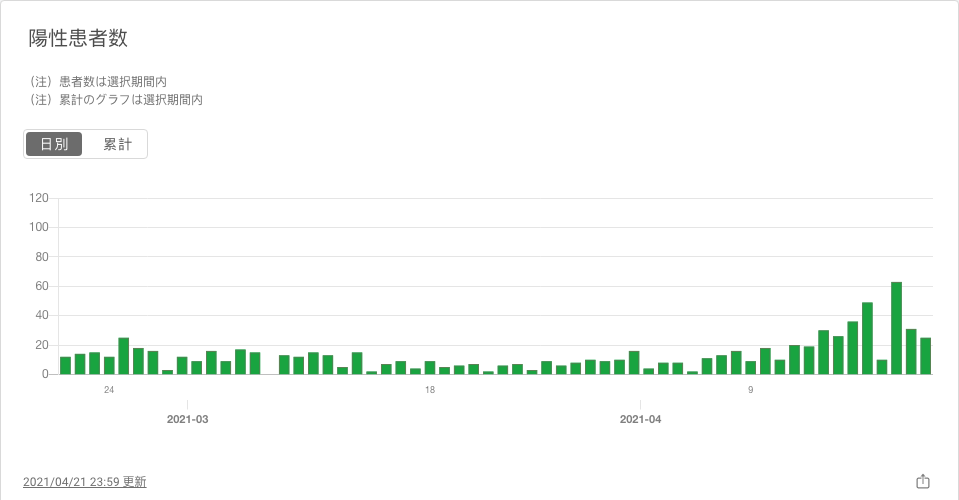 陽性患者数
（注）患者数は選択期間内
（注）累計のグラフは選択期間内
日別 累計
120
100
80
60
40
20
0
24 18 9
2021-03 2021-04
2021/04/21 23:59 更新